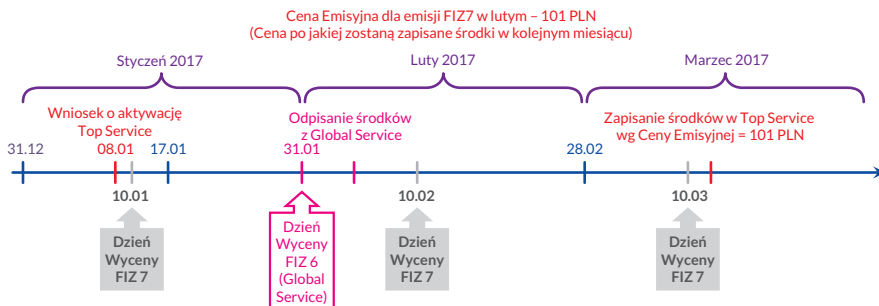 Cena Emisyjna dla emisji FIZ7 w lutym – 101 PLN
(Cena po jakiej zostaną zapisane środki w kolejnym miesiącu)
Styczeń 2017
Luty 2017
Marzec 2017
Wniosek o aktywację
Top Service
Odpisanie środków
z Global Service
Zapisanie środków w Top Service
wg Ceny Emisyjnej = 101 PLN
31.12
08.01
17.01
31.01
28.02
10.01
10.02
10.03
Dzień
Wyceny
FIZ 7
Dzień
Wyceny
FIZ 6
(Global
Service)
Dzień
Wyceny
FIZ 7
Dzień
Wyceny
FIZ 7